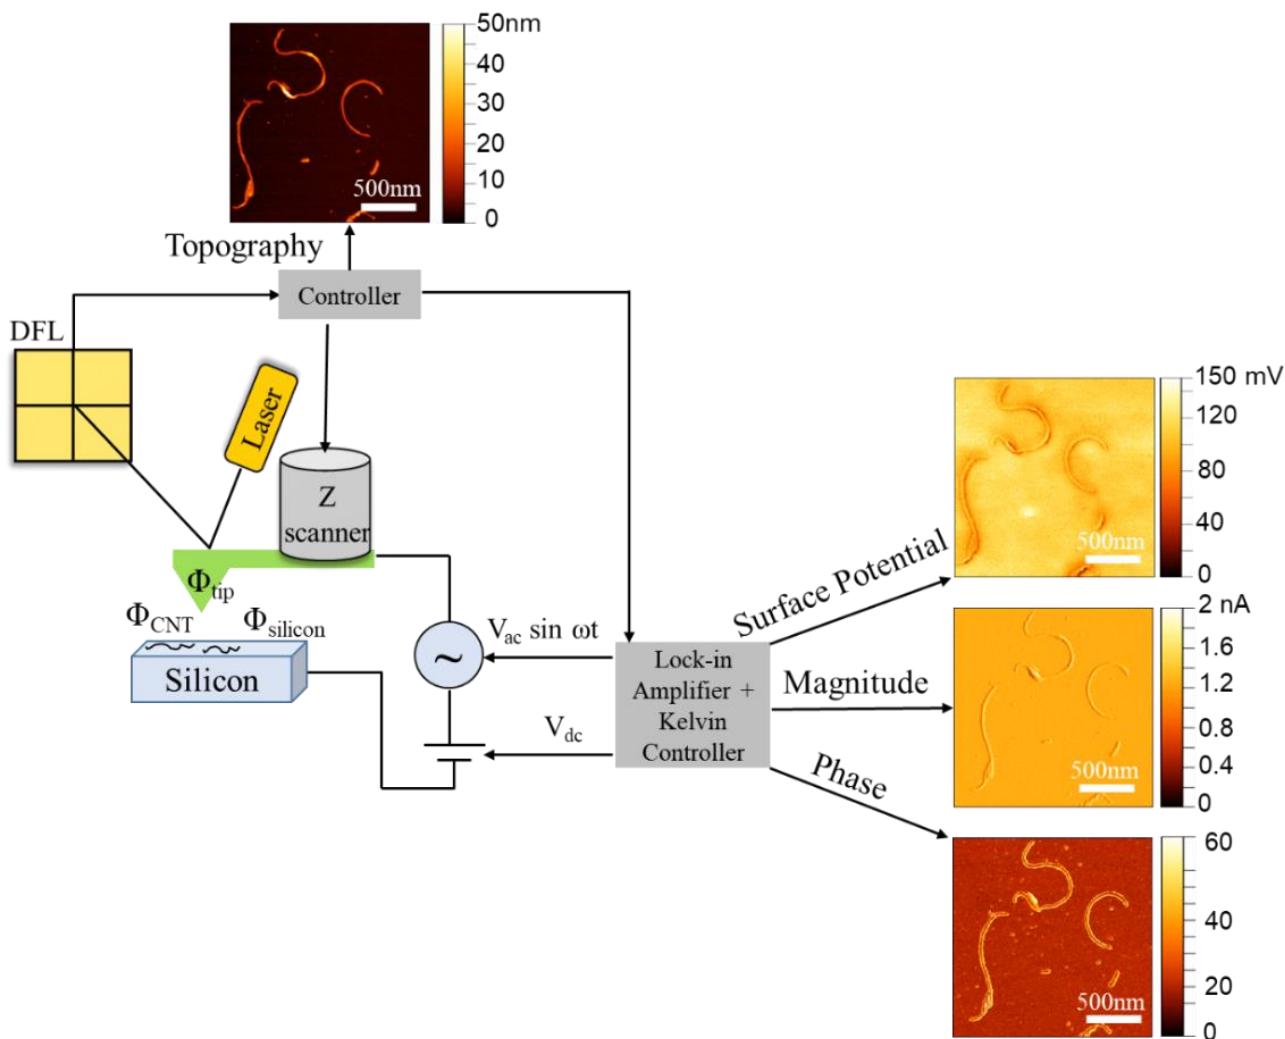 50nm
40
30
20
10
0
500nm
Topography
Controller
DFL
Laser
Z
scanner
Φtip
ΦCNT
Φsilicon
Silicon
~
Vac sin ωt
Vdc
Lock-in
Amplifier +
Kelvin
Controller
Surface Potential
Magnitude
Phase
150 mV
120
80
40
0
500nm
2 nA
1.6
1.2
0.8
0.4
0
500nm
60
40
20
0
500nm